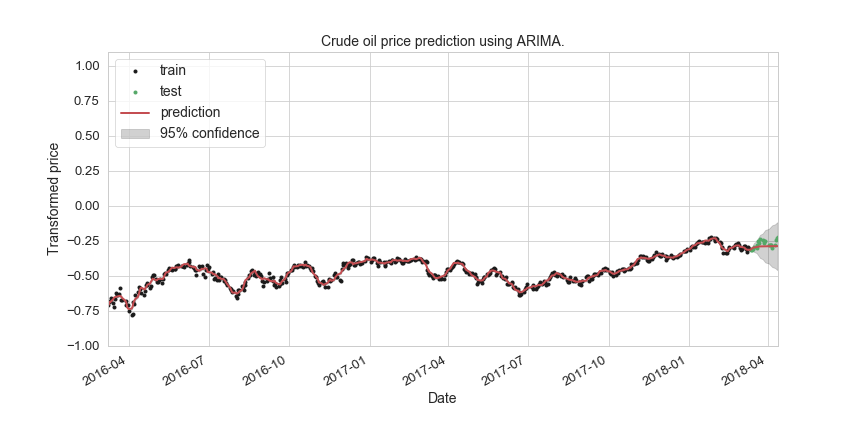 Crude oil price prediction using ARIMA.
train
test
prediction
95% confidence
Transformed price
1.00
0.75
0.50
0.25
0.00
−0.25
−0.50
−0.75
−1.00
2016-04
2016-07
2016-10
2017-01
2017-04
2017-07
2017-10
2018-01
2018-04
Date